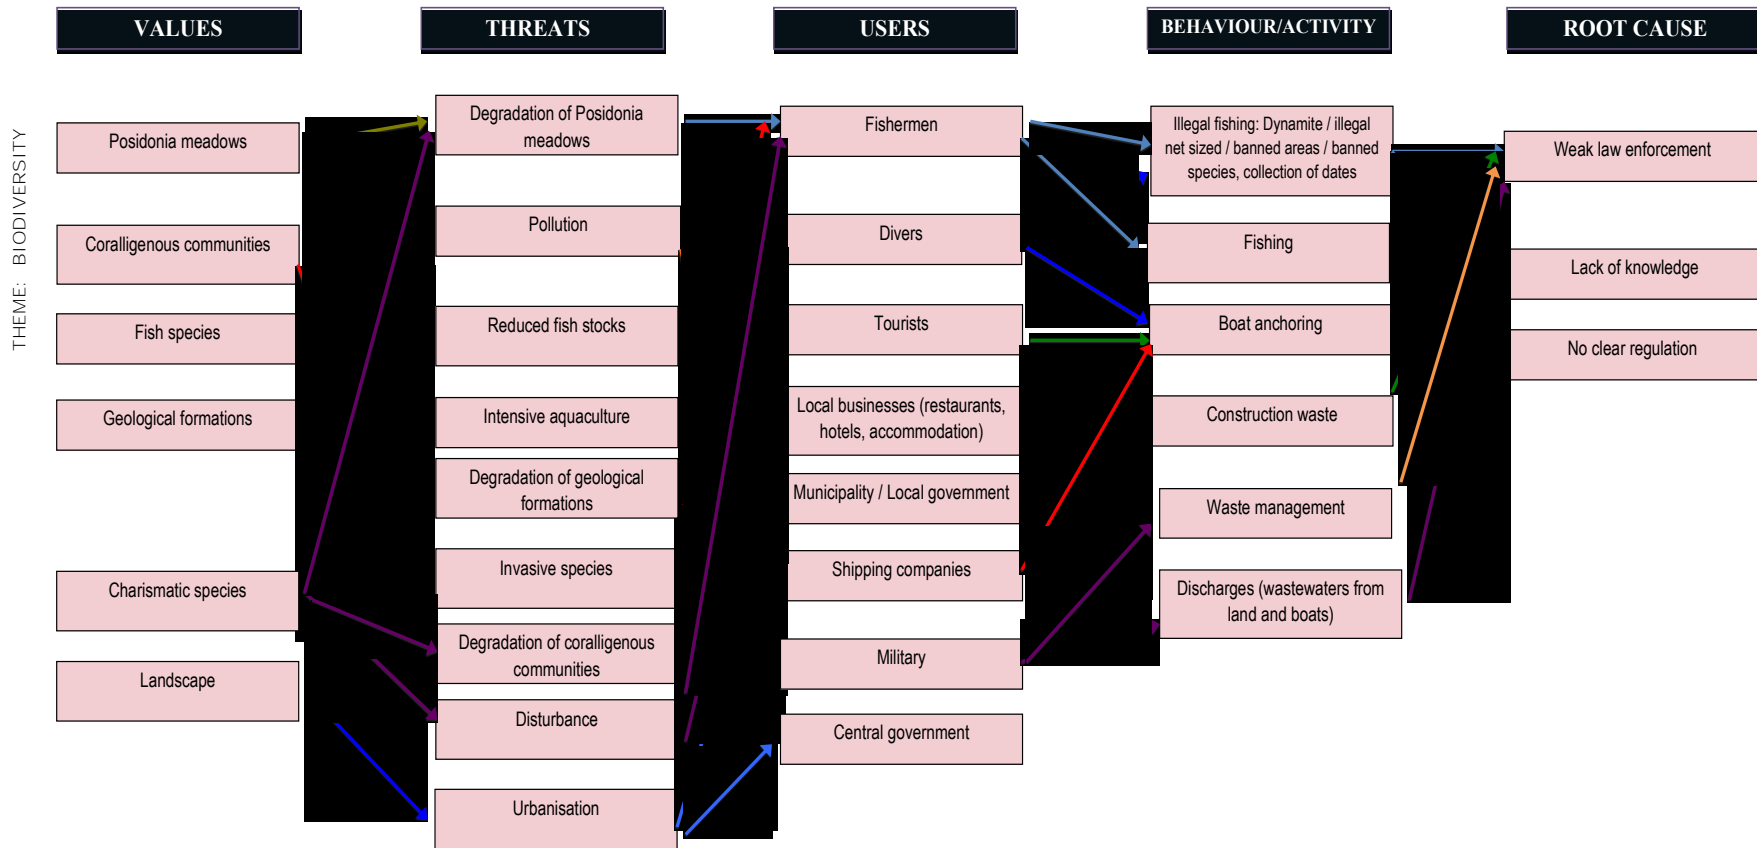 VALUES
THREATS
USERS
BEHAVIOUR/ACTIVITY
ROOT CAUSE
THEME: BIODIVERSITY
Posidonia meadows
Coralligenous communities
Fish species
Geological formations
Charismatic species
Landscape
Degradation of Posidonia
meadows
Pollution
Reduced fish stocks
Intensive aquaculture
Degradation of geological
formations
Invasive species
Degradation of coralligenous
communities
Disturbance
Urbanisation
Fishermen
Divers
Tourists
Local businesses (restaurants,
hotels, accommodation)
Municipality / Local government
Shipping companies
Military
Central government
Illegal fishing: Dynamite / illegal
net sized / banned areas / banned
species, collection of dates
Fishing
Boat anchoring
Construction waste
Waste management
Discharges (wastewaters from
land and boats)
Weak law enforcement
Lack of knowledge
No clear regulation